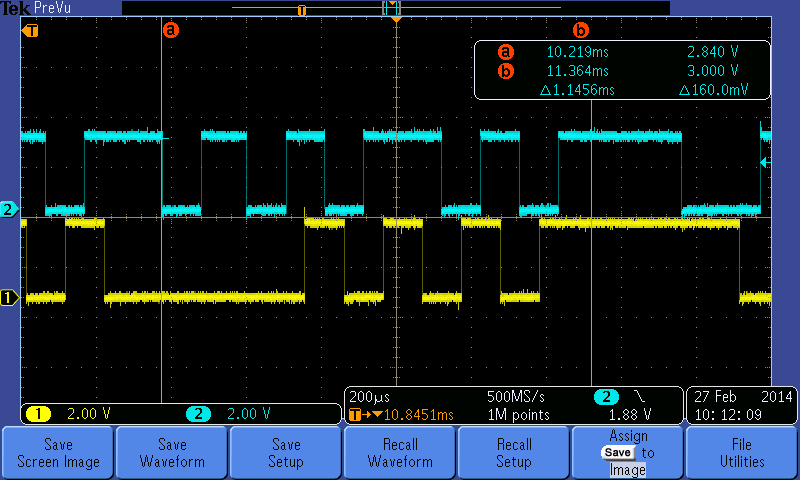 Tek PreVu
T
T
a
b
a 10.219ms 2.840 V
b 11.364ms 3.000 V
△1.1456ms △160.0mV
2
1
1 2.00 V 2 2.00 V
200µs 500MS/s 2
T→▼10.8451ms 1M points 1.88 V
27 Feb 2014
10: 12: 09
Save
Screen Image
Save
Waveform
Save
Setup
Recall
Waveform
Recall
Setup
Assign
Save to
Image
File
Utilities